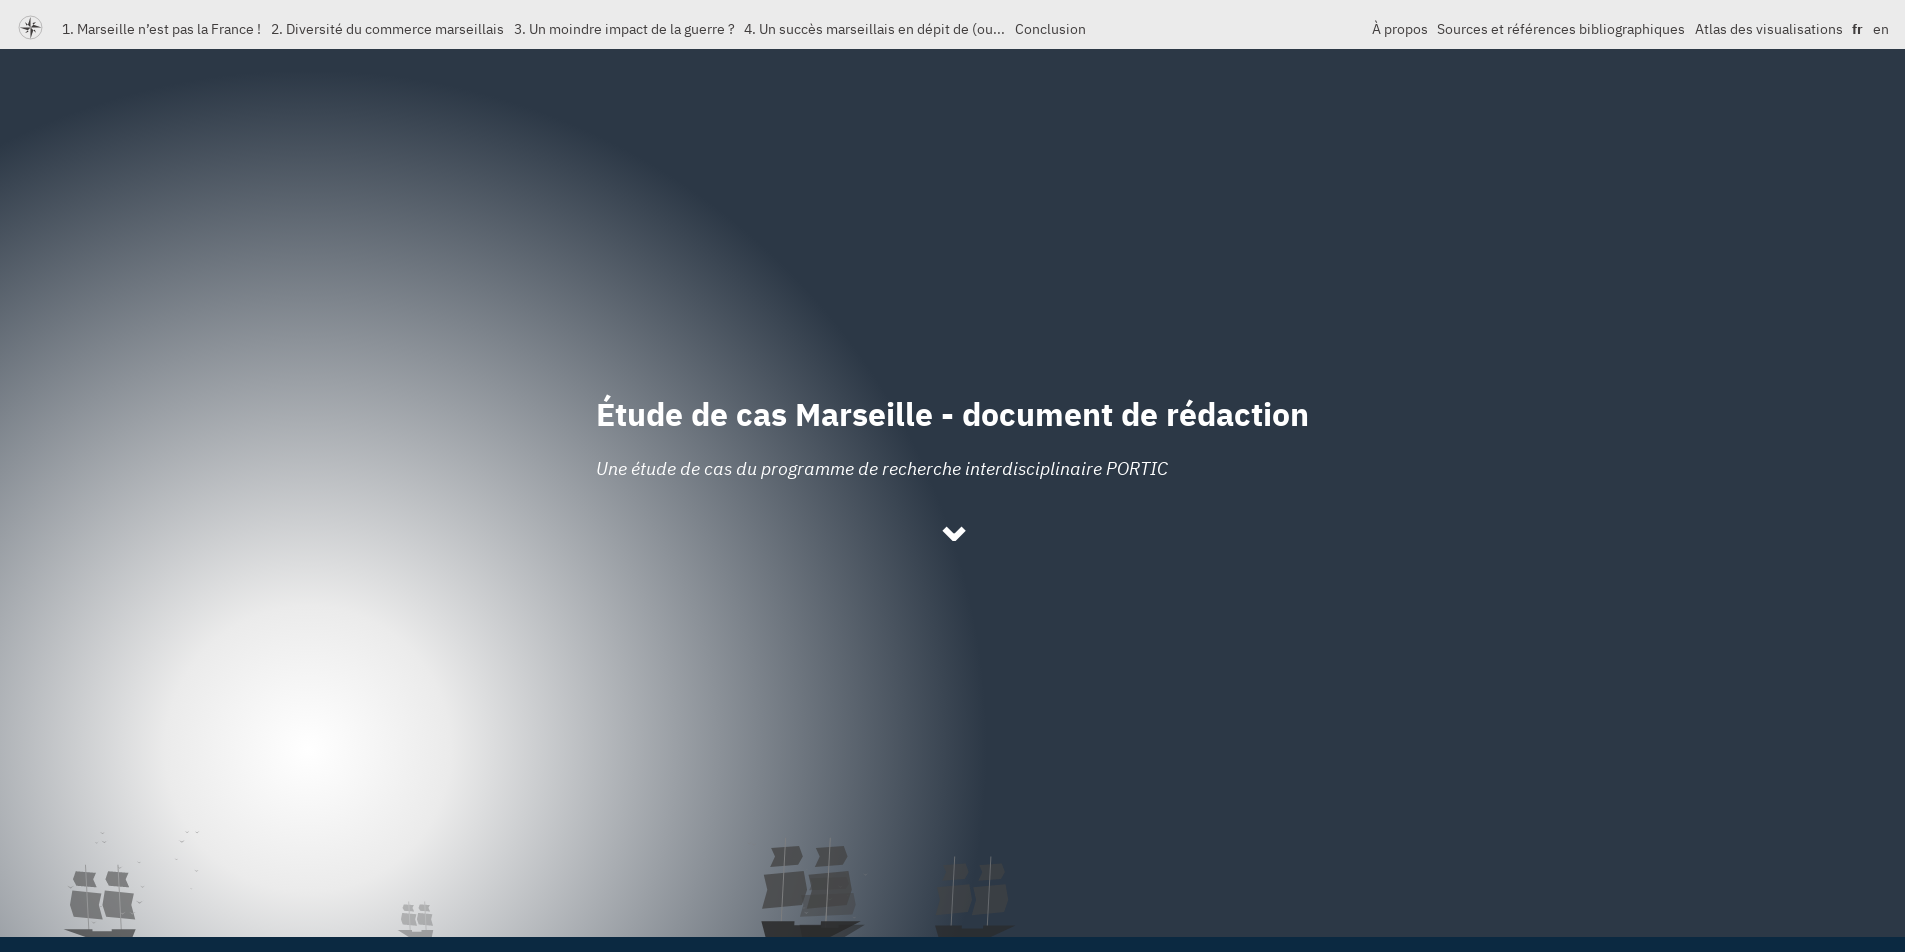 1. Marseille n’est pas la France ! 2. Diversité du commerce marseillais 3. Un moindre impact de la guerre ? 4. Un succès marseillais en dépit de (ou... Conclusion À propos Sources et références bibliographiques Atlas des visualisations fr en
Étude de cas Marseille - document de rédaction
Une étude de cas du programme de recherche interdisciplinaire PORTIC